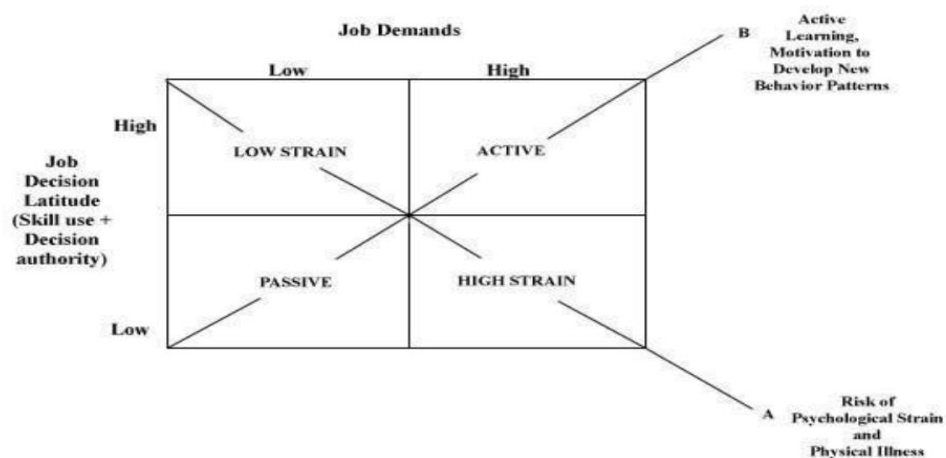 Job Demands
Low
High
B
Active
Learning,
Motivation to
Develop New
Behavior Patterns
High
Job
Decision
Latitude
(Skill use +
Decision
authority)
Low
LOW STRAIN
ACTIVE
PASSIVE
HIGH STRAIN
A
Risk of
Psychological Strain
and
Physical Illness